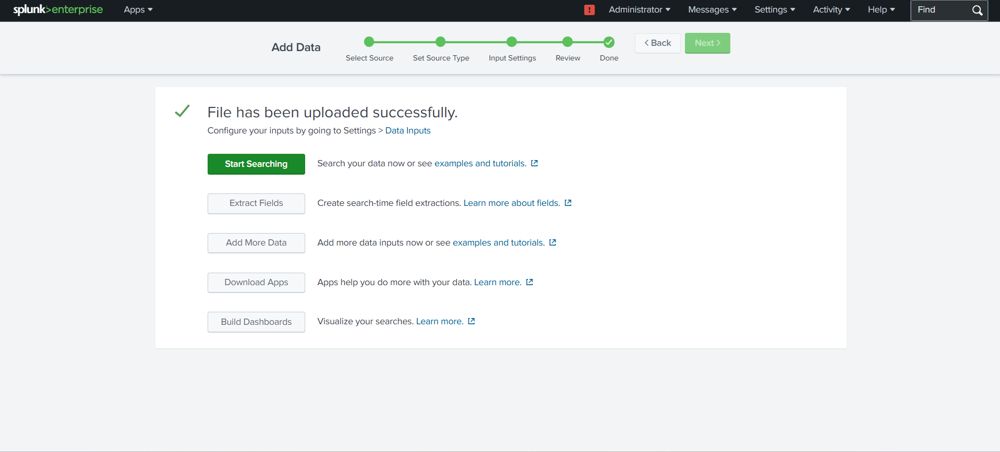 splunk>enterprise Apps Administrator Messages Settings Activity Help Find
Add Data
Select Source Set Source Type Input Settings Review Done
Back Next
File has been uploaded successfully.
Configure your inputs by going to Settings > Data Inputs
Start Searching Search your data now or see examples and tutorials.
Extract Fields Create search-time field extractions. Learn more about fields.
Add More Data Add more data inputs now or see examples and tutorials.
Download Apps Apps help you do more with your data. Learn more.
Build Dashboards Visualize your searches. Learn more.